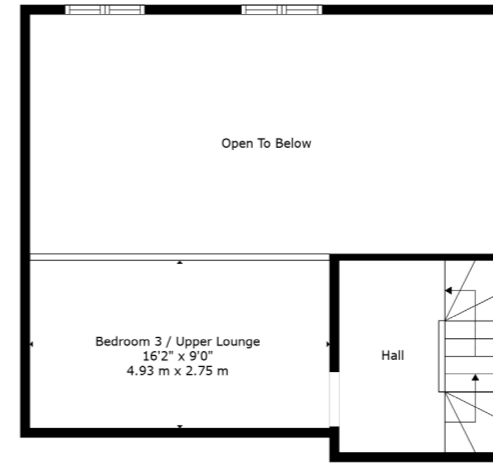 Open To Below
Bedroom 3 / Upper Lounge
16'2" x 9'0"
4.93 m x 2.75 m
Hall